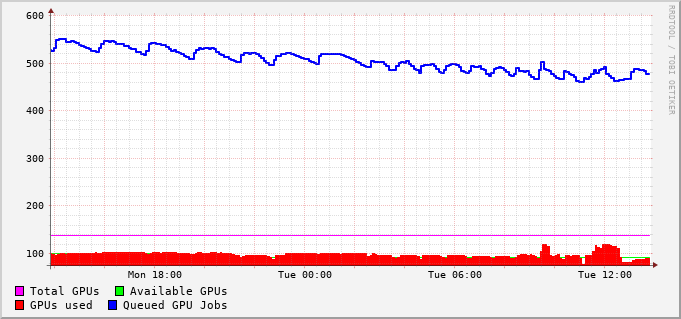 600
500
400
300
200
100
Mon 18:00 Tue 00:00 Tue 06:00 Tue 12:00
Total GPUs Available GPUs
GPUs used Queued GPU Jobs
RRDTOOL / TOBI OETIKER